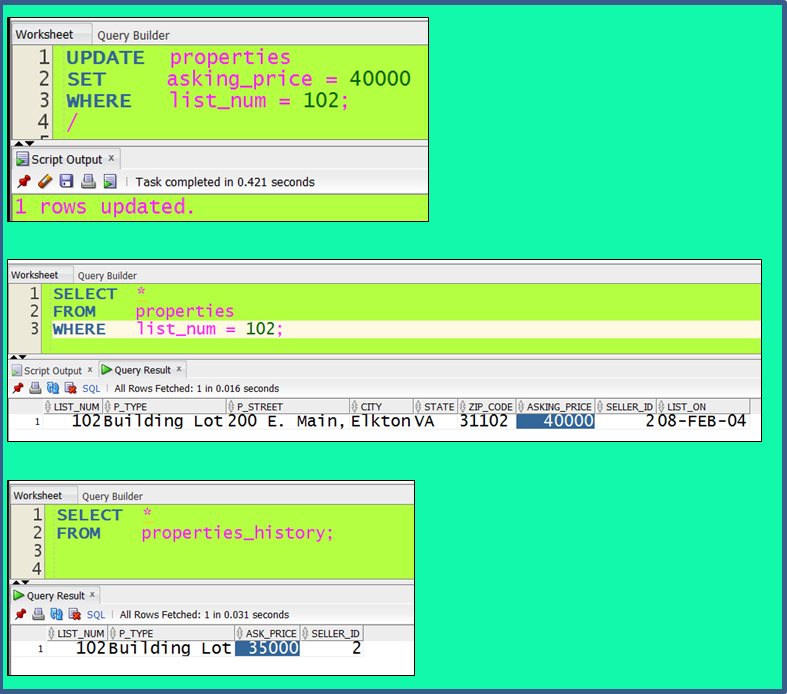 Worksheet Query Builder
1 UPDATE properties
2 SET asking_price = 40000
3 WHERE list_num = 102;
4 /
Script Output x
Task completed in 0.421 seconds
1 rows updated.
Worksheet Query Builder
1 SELECT *
2 FROM properties
3 WHERE list_num = 102;
Script Output x Query Result x
SQL All Rows Fetched: 1 in 0.016 seconds
LIST_NUM P_TYPE P_STREET CITY STATE ZIP_CODE ASKING_PRICE SELLER_ID LIST_ON
1 102 Building Lot 200 E. Main, Elkton VA 31102 40000 2 08-FEB-04
Worksheet Query Builder
1 SELECT *
2 FROM properties_history;
3
4
Query Result x
SQL All Rows Fetched: 1 in 0.031 seconds
LIST_NUM P_TYPE ASK_PRICE SELLER_ID
1 102 Building Lot 35000 2